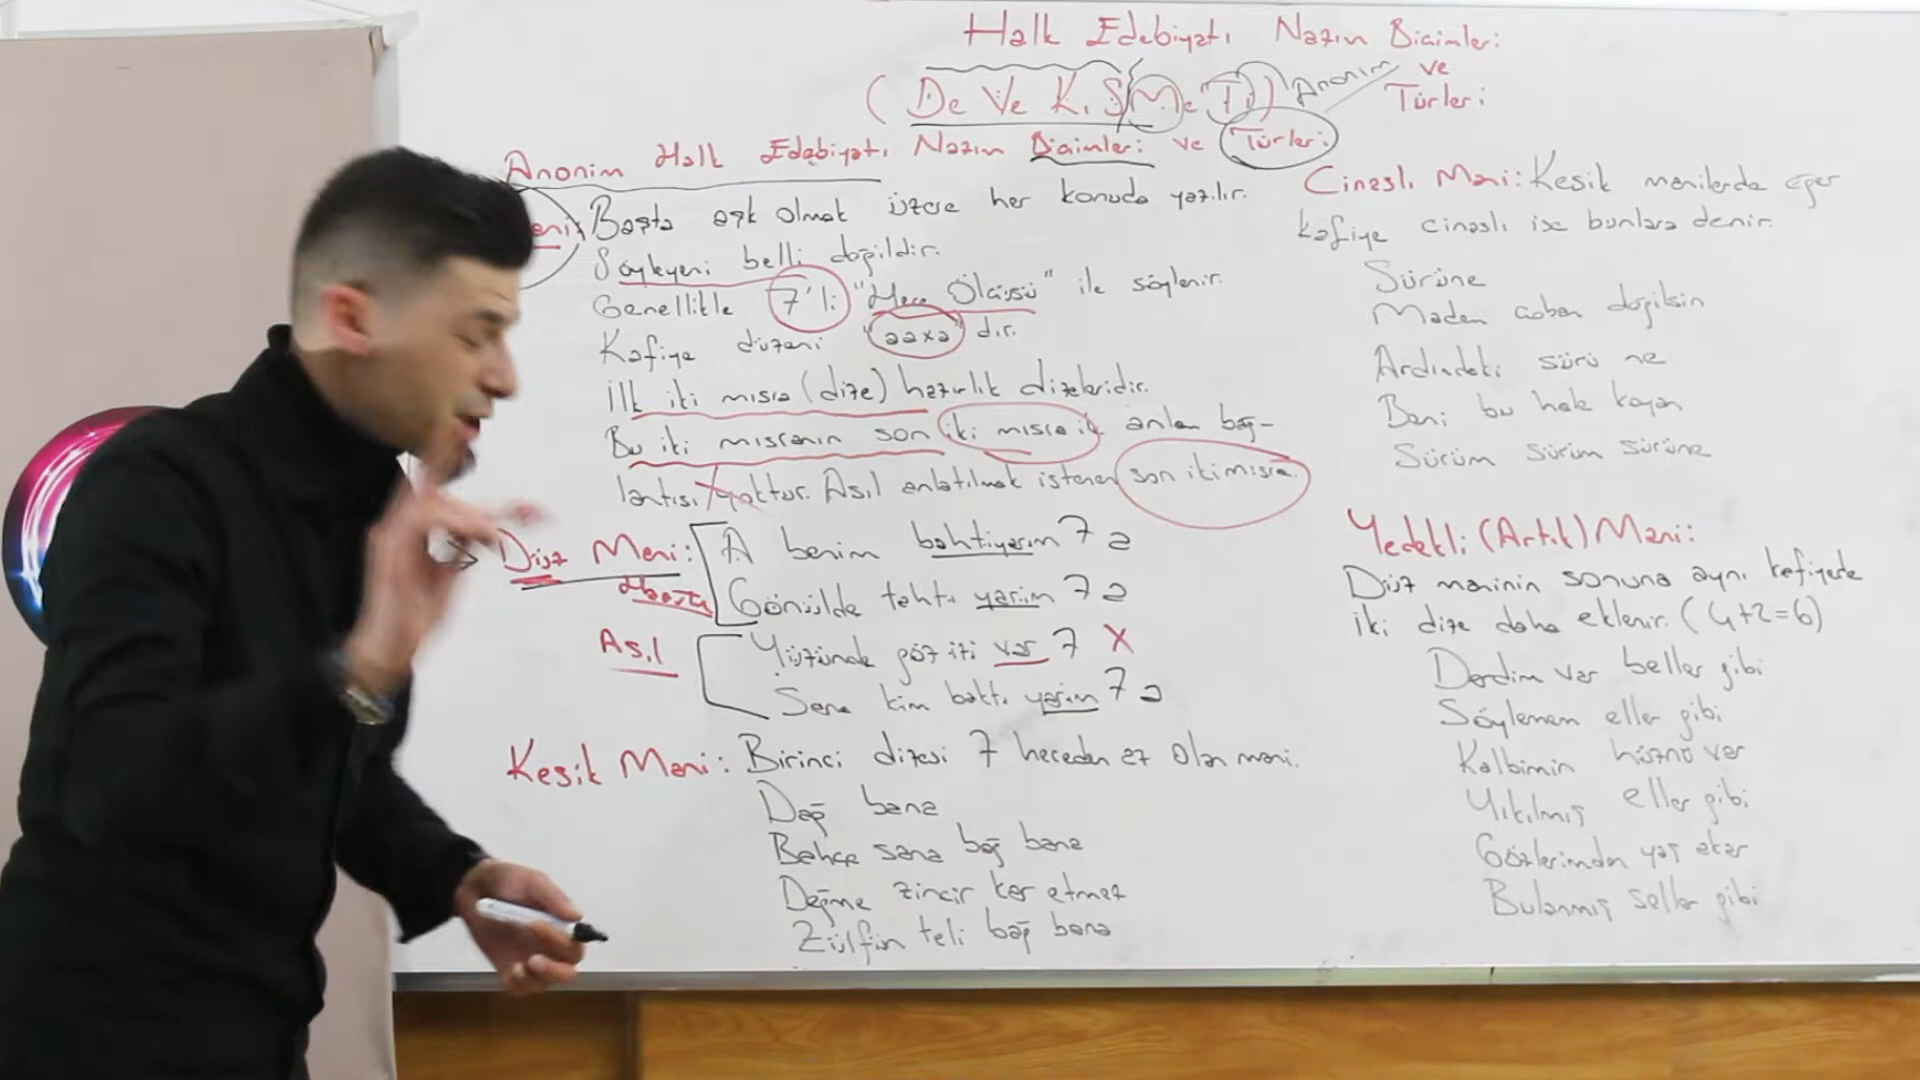 Halk Edebiyatı Nazım Biçimleri
ve
Türleri
(De Ve K. S Me Ti) Anonim
Anonim Halk Edebiyatı Nazım Biçimleri ve Türleri
eni: Başta aşk olmak üzere her konuda yazılır.
Söyleyeni belli değildir.
Genellikle 7'li "Hece Ölçüsü" ile söylenir.
Kafiye düzeni "aaxa" dır.
İlk iki mısra (dize) hazırlık dizeleridir.
Bu iki mısranın son iki mısra ile anlam bağ-
lantısı yoktur. Asıl anlatılmak istenen son iki mısra.
Düz Mani: A benim bahtiyarım 7 a
Gönülde tahtı yarim 7 a
Asıl
Yüzünde göz izi var 7 X
Sana kim baktı yarim 7 a
Kesik Mani: Birinci dizesi 7 heceden az olan mani.
Dağ bana
Bahçe sana bağ bana
Değme zincir kar etmez
Zülfün teli bağ bana
Cinaslı Mani: Kesik manilerde eğer
kafiye cinaslı ise bunlara denir.
Sürüne
Madem çoban değilsin
Ardındaki sürü ne
Beni bu hale koyan
Sürüm sürüm sürüne
Yedekli (Artık) Mani:
Düz maninin sonuna aynı kafiyede
iki dize daha eklenir. (4+2=6)
Derdim var beller gibi
Söylemem eller gibi
Kalbimin hüznü var
Yıkılmış eller gibi
Gözlerimden yaş akar
Bulanmış seller gibi